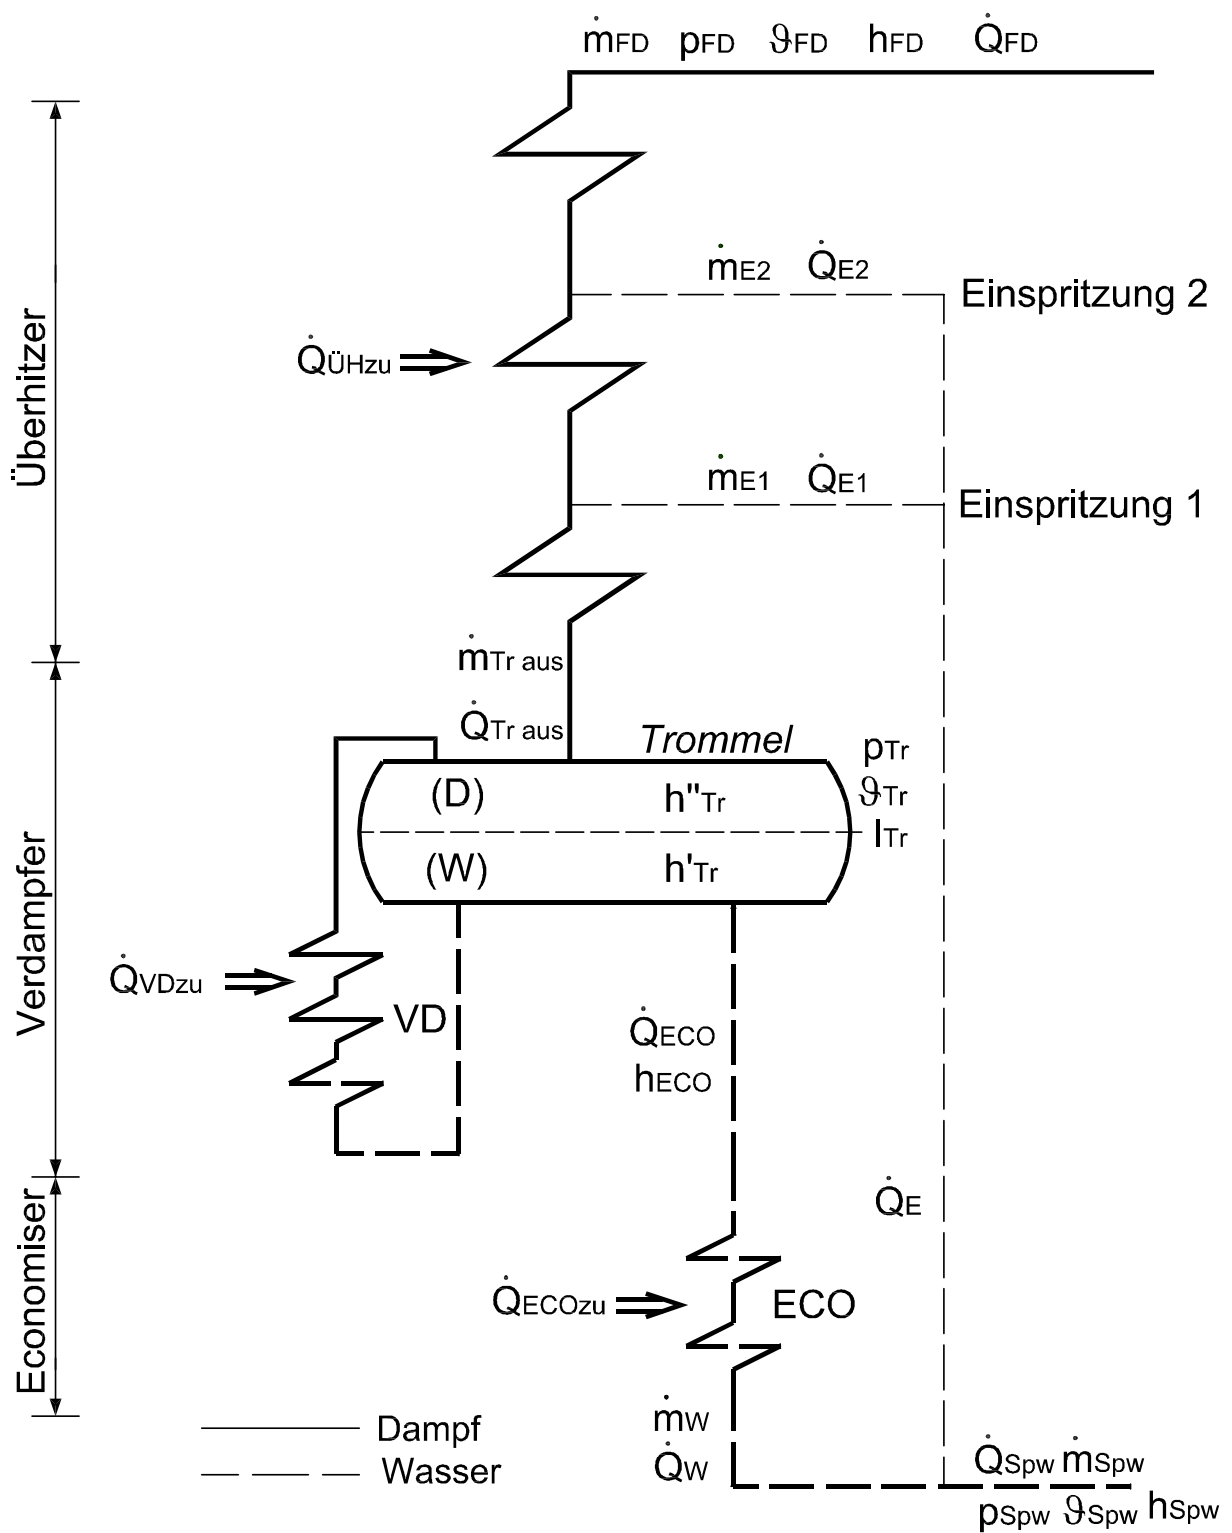 ṁFD pFD ϑFD hFD Q̇FD
ṁE2 Q̇E2
Einspritzung 2
Überhitzer
Q̇ÜHzu
ṁE1 Q̇E1
Einspritzung 1
ṁTr aus
Q̇Tr aus
Trommel
pTr
(D) h''Tr
ϑTr
lTr
(W) h'Tr
Verdampfer
Q̇VDzu
VD
Q̇ECO
hECO
Q̇E
Economiser
Q̇ECOzu
ECO
ṁW
Dampf
Q̇W
Wasser
Q̇Spw ṁSpw
pSpw ϑSpw hSpw